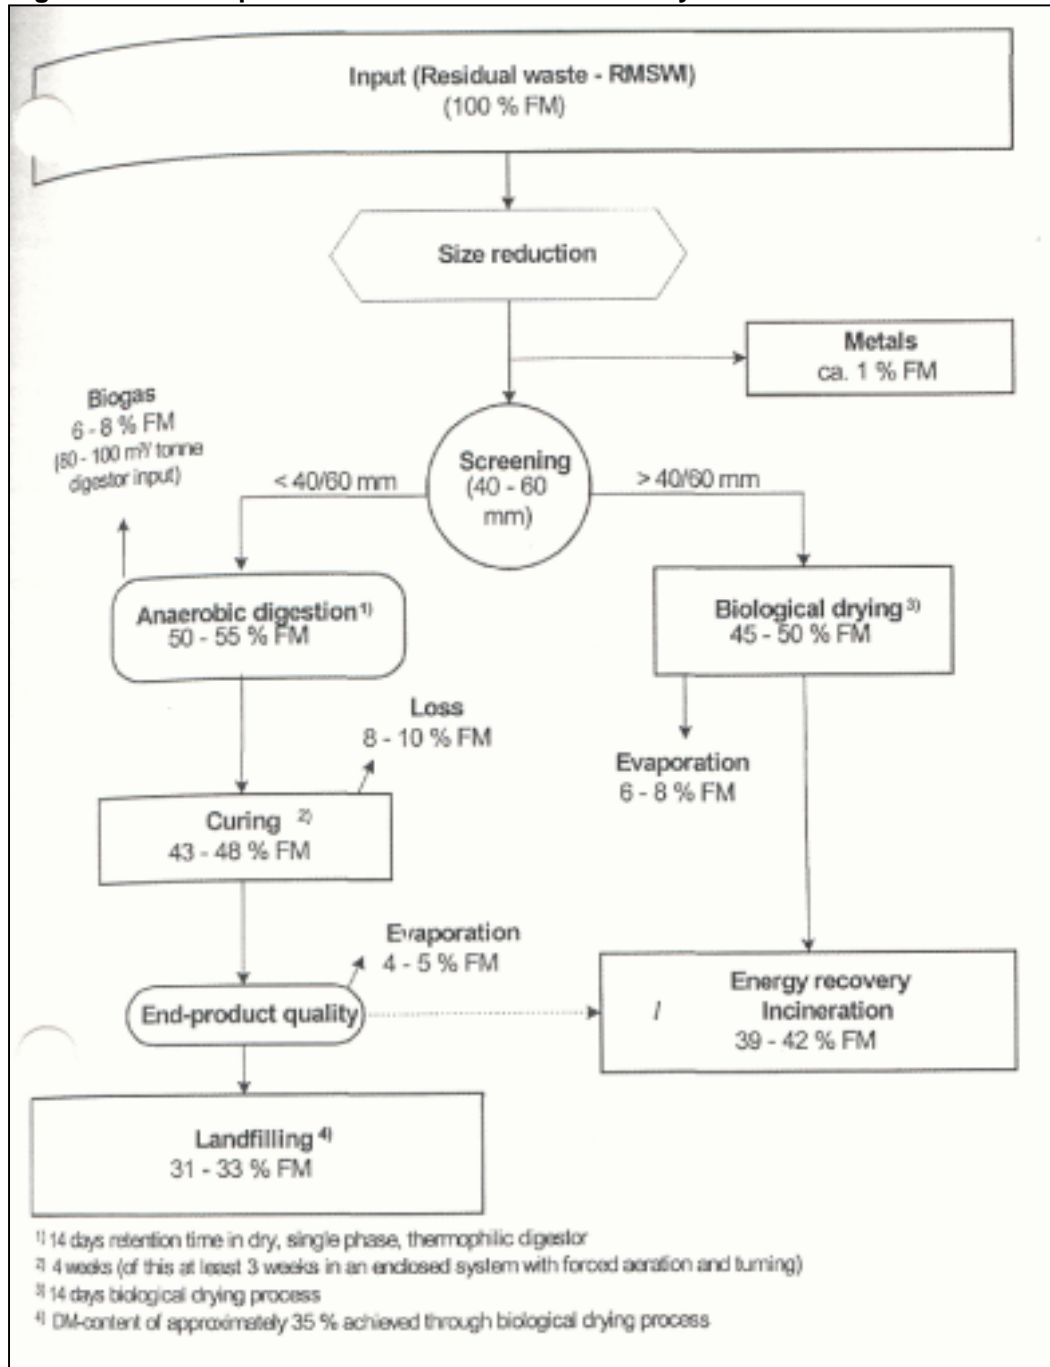 Input (Residual waste - RMSWI)
(100 % FM)
Size reduction
Metals
ca. 1 % FM
Biogas
6 - 8 % FM
(80 - 100 m³/ tonne
digestor input)
Screening
(40 - 60
mm)
< 40/60 mm
> 40/60 mm
Anaerobic digestion 1)
50 - 55 % FM
Biological drying 3)
45 - 50 % FM
Loss
8 - 10 % FM
Evaporation
6 - 8 % FM
Curing 2)
43 - 48 % FM
Evaporation
4 - 5 % FM
End-product quality
Energy recovery
/ Incineration
39 - 42 % FM
Landfilling 4)
31 - 33 % FM
1) 14 days retention time in dry, single phase, thermophilic digestor
2) 4 weeks (of this at least 3 weeks in an enclosed system with forced aeration and turning)
3) 14 days biological drying process
4) DM-content of approximately 35 % achieved through biological drying process